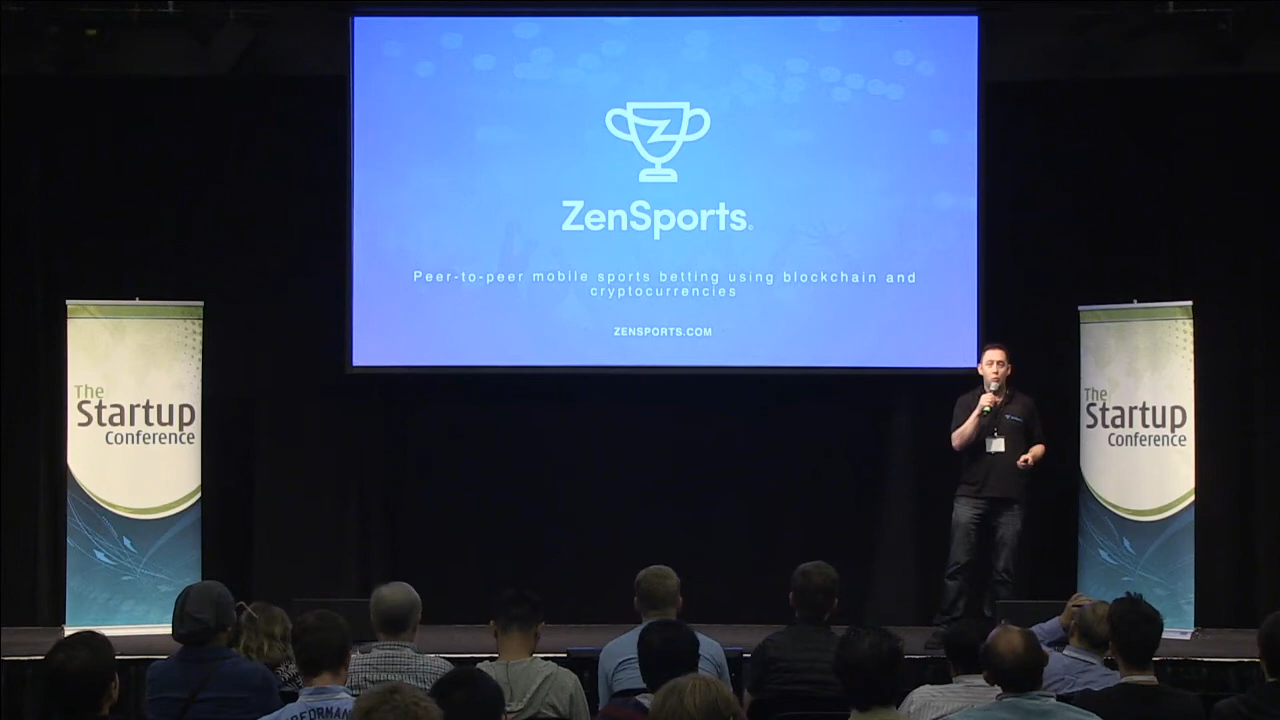 Z
ZenSports
Peer-to-peer mobile sports betting using blockchain and
cryptocurrencies
ZENSPORTS.COM
The
Startup
Conference
The
Startup
Conference